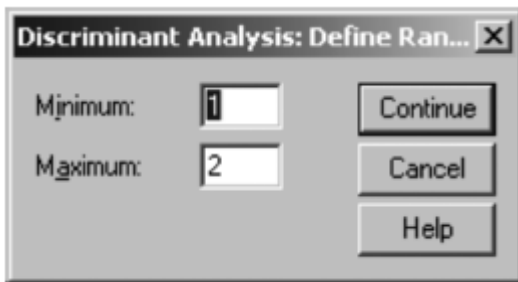 Discriminant Analysis: Define Ran...
Minimum: 1 Continue
Maximum: 2 Cancel
Help